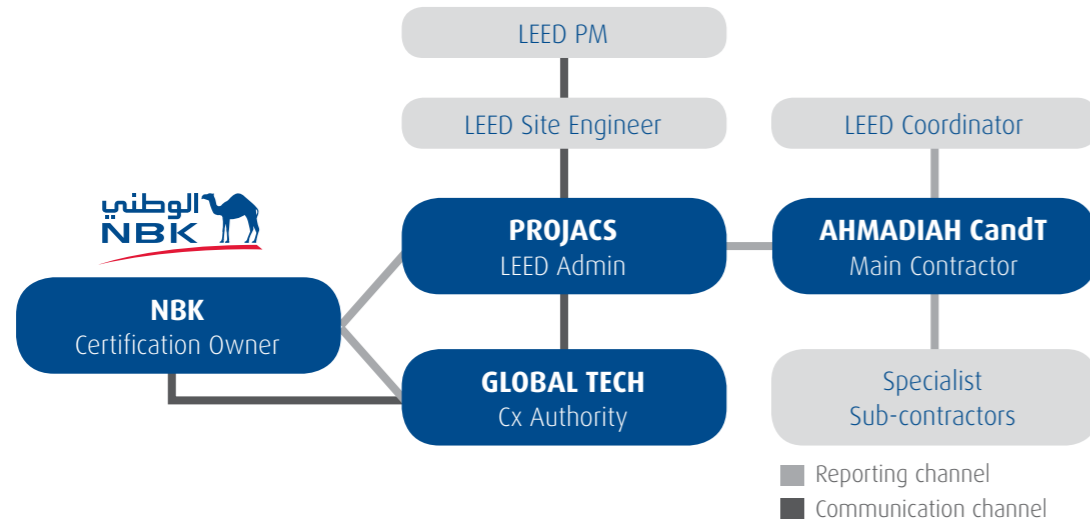 LEED PM
LEED Site Engineer
LEED Coordinator
الوطني
NBK
PROJACS
LEED Admin
AHMADIAH CandT
Main Contractor
NBK
Certification Owner
GLOBAL TECH
Cx Authority
Specialist
Sub-contractors
Reporting channel
Communication channel